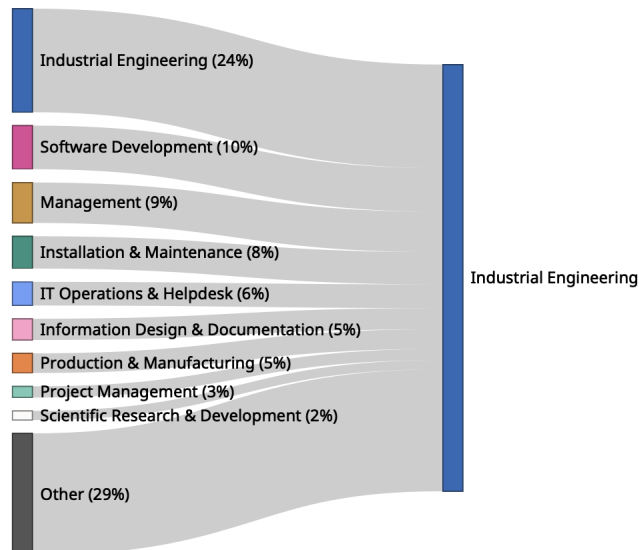 Industrial Engineering (24%)
Software Development (10%)
Management (9%)
Installation & Maintenance (8%)
IT Operations & Helpdesk (6%)
Industrial Engineering
Information Design & Documentation (5%)
Production & Manufacturing (5%)
Project Management (3%)
Scientific Research & Development (2%)
Other (29%)